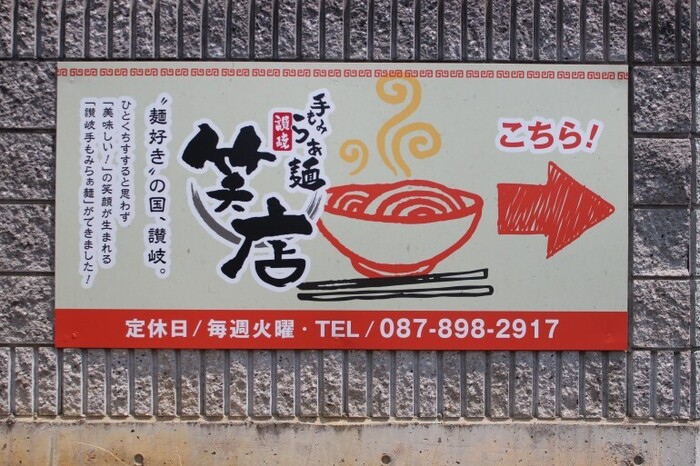 “麺好き”の国、讃岐。
ひとくちすすると思わず
「美味しい！」の笑顔が生まれる
「讃岐手もみらぁ麺」ができました！
讃岐
手もみらぁ麺
笑店
こちら!
定休日/毎週火曜・TEL/087-898-2917